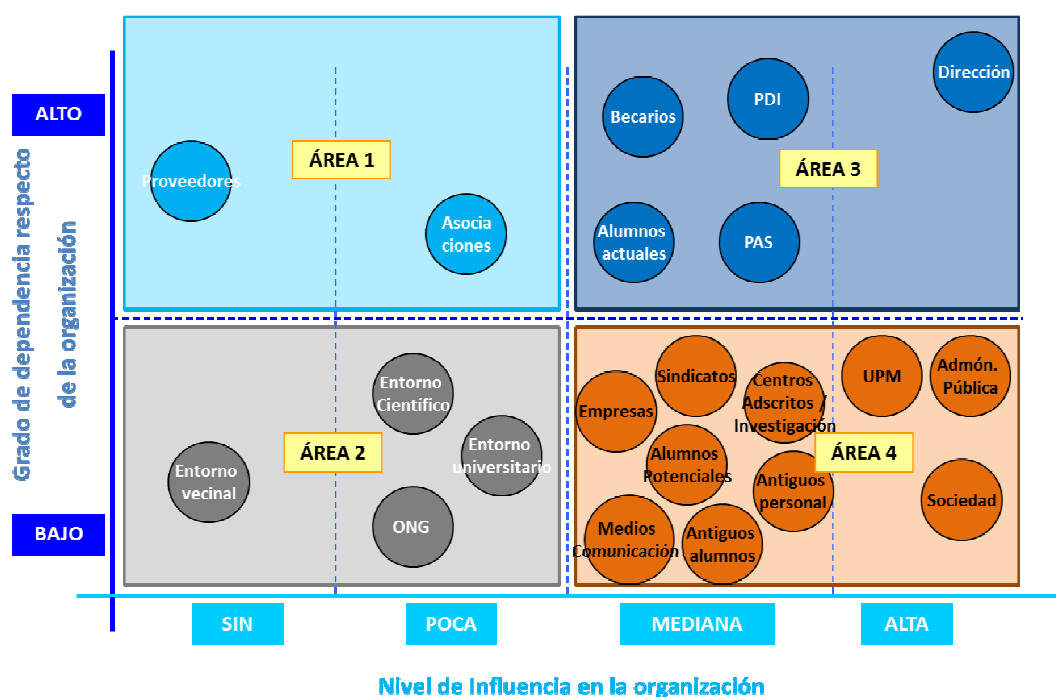 Grado de dependencia respecto
de la organización
ALTO
BAJO
ÁREA 1
Proveedores
Asocia
ciones
ÁREA 3
Becarios
PDI
Dirección
Alumnos
actuales
PAS
ÁREA 2
Entorno
Científico
Entorno
universitario
Entorno
vecinal
ONG
ÁREA 4
Empresas
Sindicatos
Centros
Adscritos /
Investigación
UPM
Admón.
Pública
Alumnos
Potenciales
Antiguos
personal
Sociedad
Medios
Comunicación
Antiguos
alumnos
SIN
POCA
MEDIANA
ALTA
Nivel de Influencia en la organización